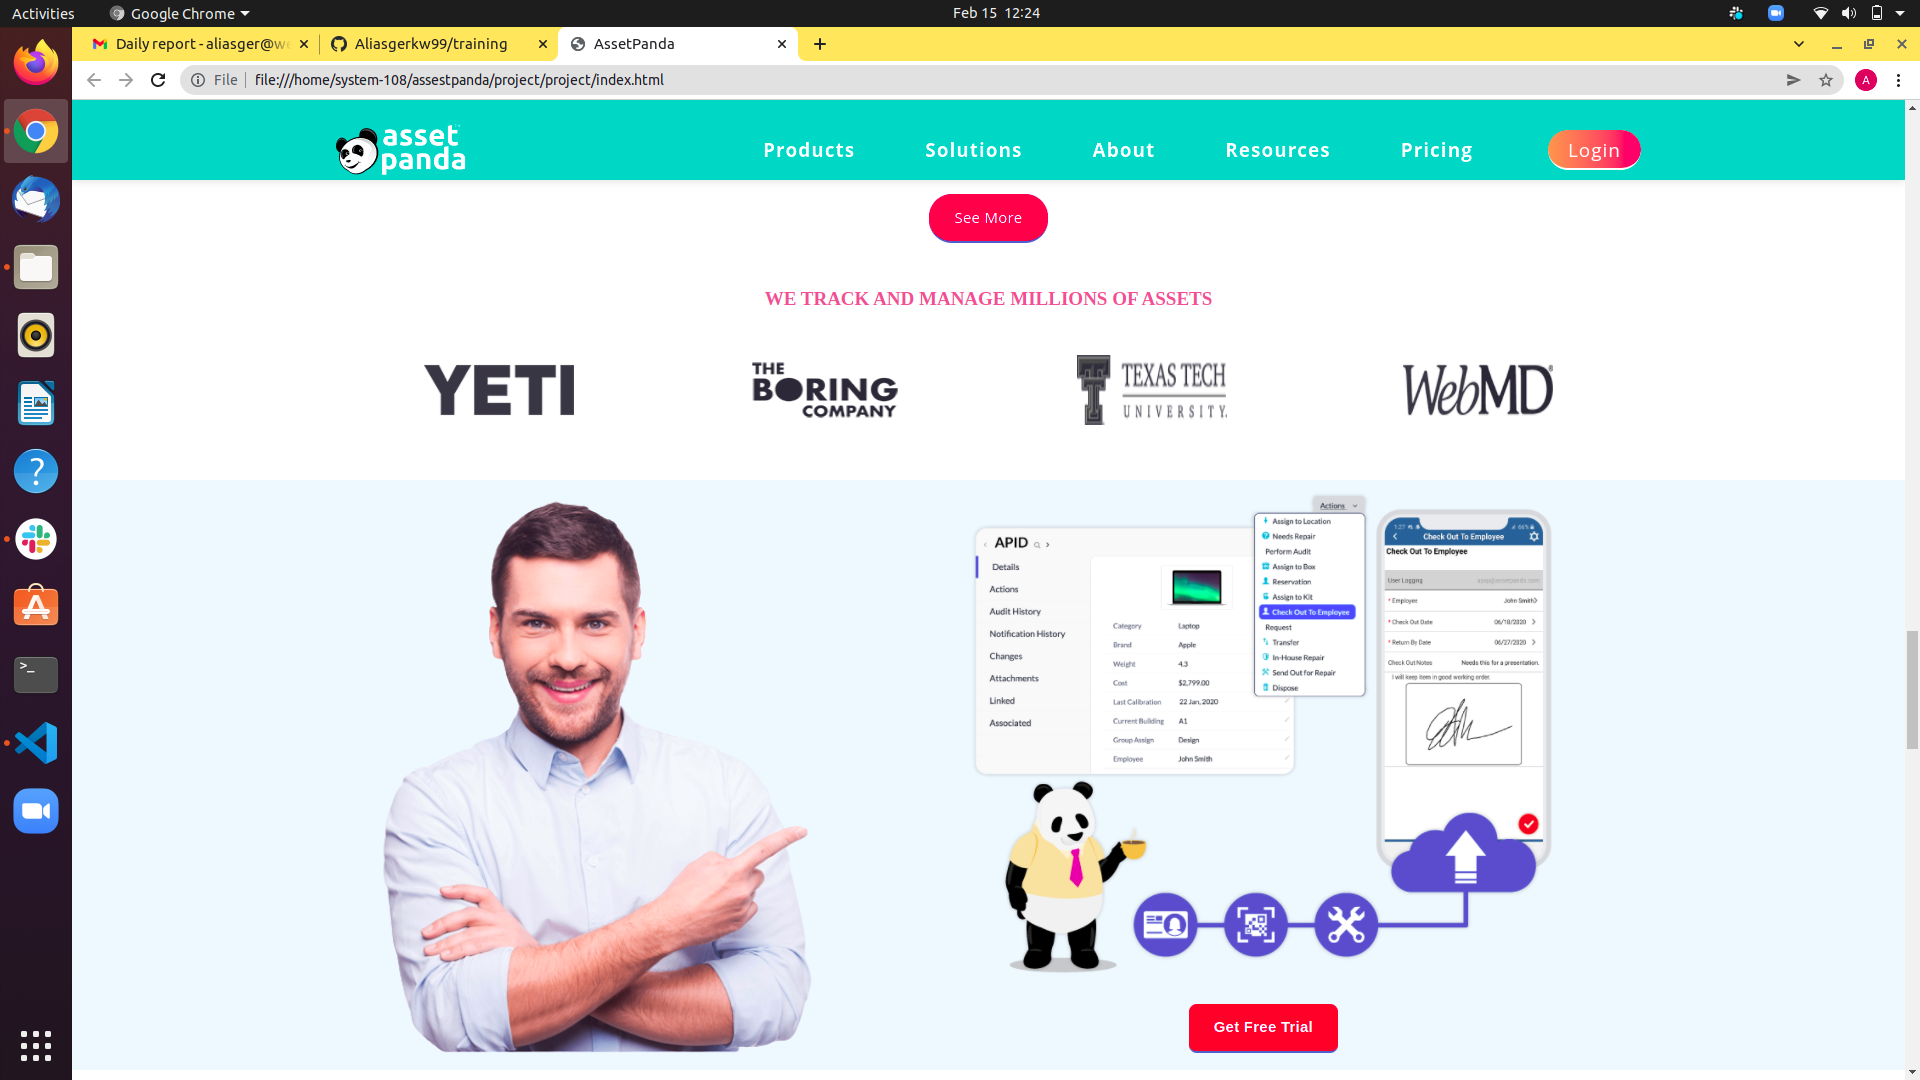 Activities
Google Chrome
Feb 15 12:24
Daily report - aliasger@we
Aliasgerkw99/training
AssetPanda
File
file:///home/system-108/assestpanda/project/project/index.html
A
asset
panda
Products
Solutions
About
Resources
Pricing
Login
See More
WE TRACK AND MANAGE MILLIONS OF ASSETS
YETI
THE
BORING
COMPANY
TEXAS TECH
UNIVERSITY.
WebMD
APID
Details
Actions
Audit History
Notification History
Changes
Attachments
Linked
Associated
Category Laptop
Brand Apple
Weight 4.3
Cost $2,799.00
Last Calibration 22 Jan, 2020
Current Building A1
Group Assign Design
Employee John Smith
Actions
Assign to Location
Needs Repair
Perform Audit
Assign to Box
Reservation
Assign to Kit
Check Out To Employee
Request
Transfer
In-House Repair
Send Out for Repair
Dispose
1:27
66%
Check Out To Employee
Check Out To Employee
User Logging
* Employee John Smith
* Check Out Date 06/18/2020
* Return By Date 06/27/2020
Check Out Notes Needs this for a presentation.
I will keep item in good working order.
Get Free Trial